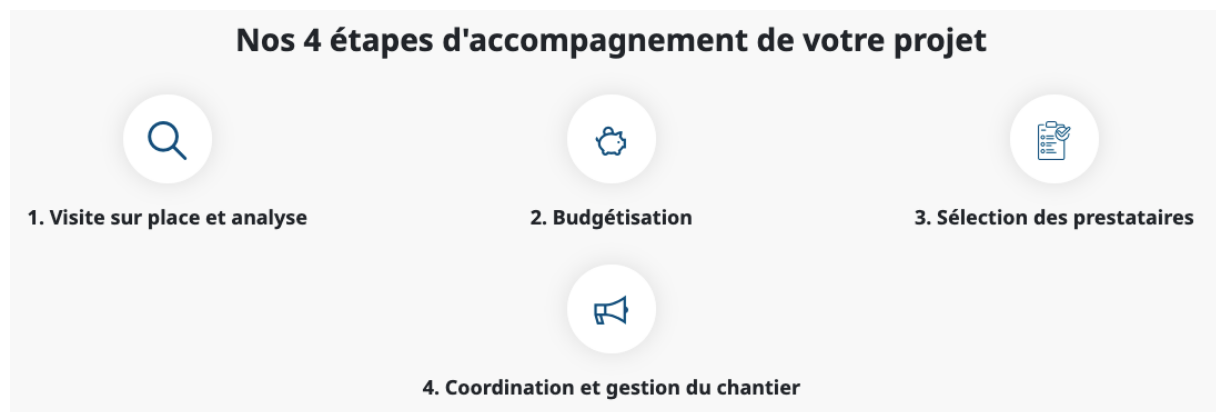 Nos 4 étapes d'accompagnement de votre projet
1. Visite sur place et analyse
2. Budgétisation
3. Sélection des prestataires
4. Coordination et gestion du chantier